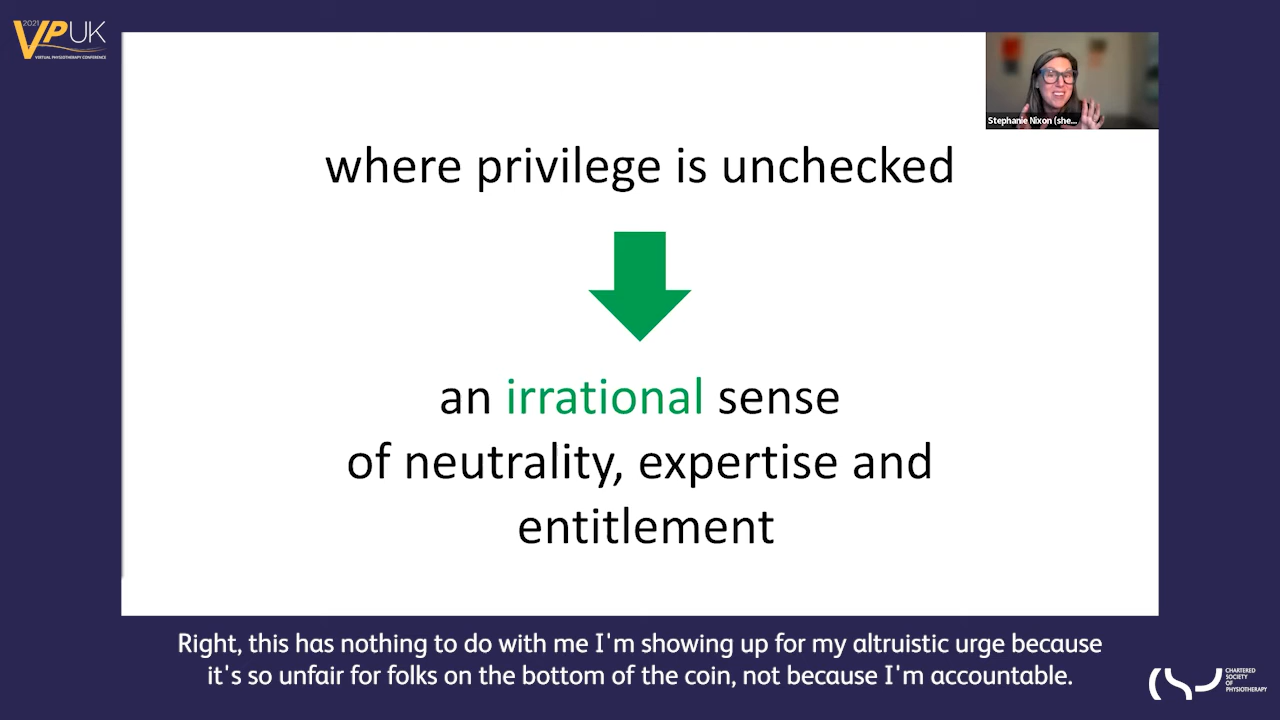 2021
VPUK
VIRTUAL PHYSIOTHERAPY CONFERENCE
Stephanie Nixon (she...
where privilege is unchecked
an irrational sense
of neutrality, expertise and
entitlement
Right, this has nothing to do with me I'm showing up for my altruistic urge because
it's so unfair for folks on the bottom of the coin, not because I'm accountable.
CHARTERED
SOCIETY
OF
PHYSIOTHERAPY